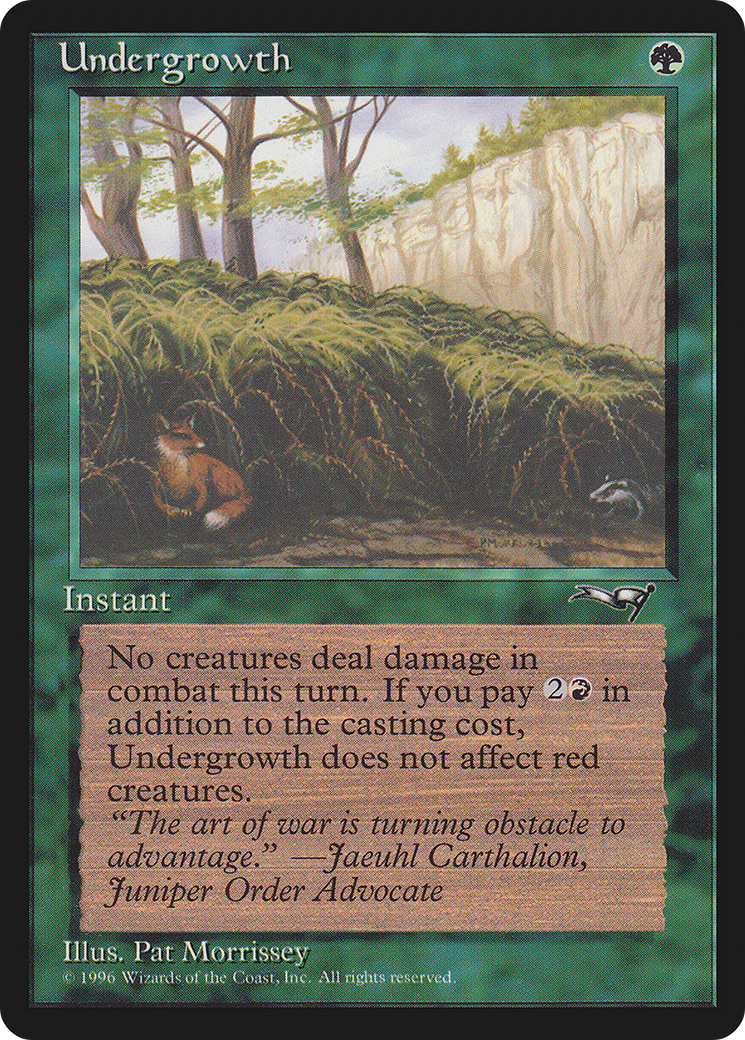 Undergrowth
Instant
No creatures deal damage in
combat this turn. If you pay 2 in
addition to the casting cost,
Undergrowth does not affect red
creatures.
“The art of war is turning obstacle to
advantage.” —Jaeuhl Carthalion,
Juniper Order Advocate
Illus. Pat Morrissey
© 1996 Wizards of the Coast, Inc. All rights reserved.